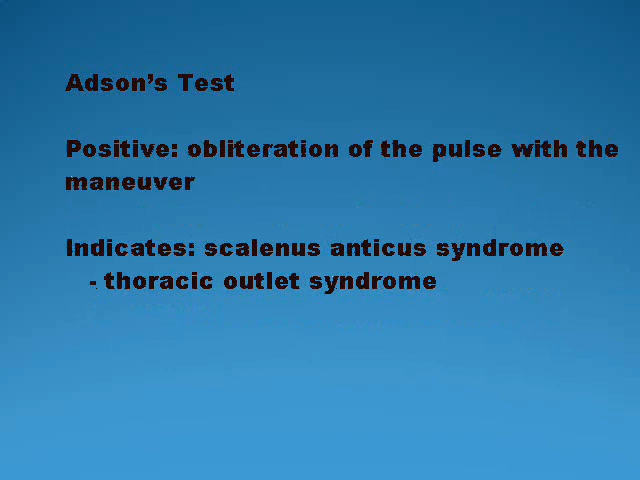 Adson’s Test
Positive: obliteration of the pulse with the
maneuver
Indicates: scalenus anticus syndrome
- thoracic outlet syndrome